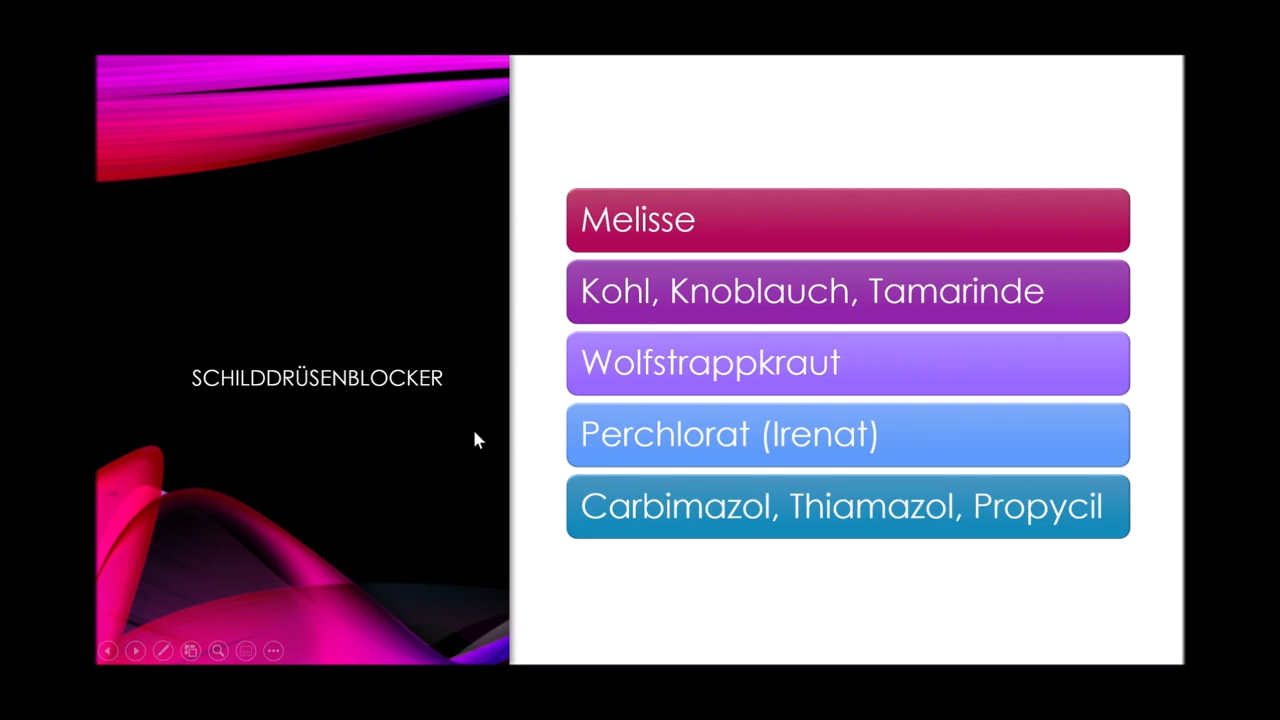 SCHILDDRÜSENBLOCKER
Melisse
Kohl, Knoblauch, Tamarinde
Wolfstrappkraut
Perchlorat (Irenat)
Carbimazol, Thiamazol, Propycil